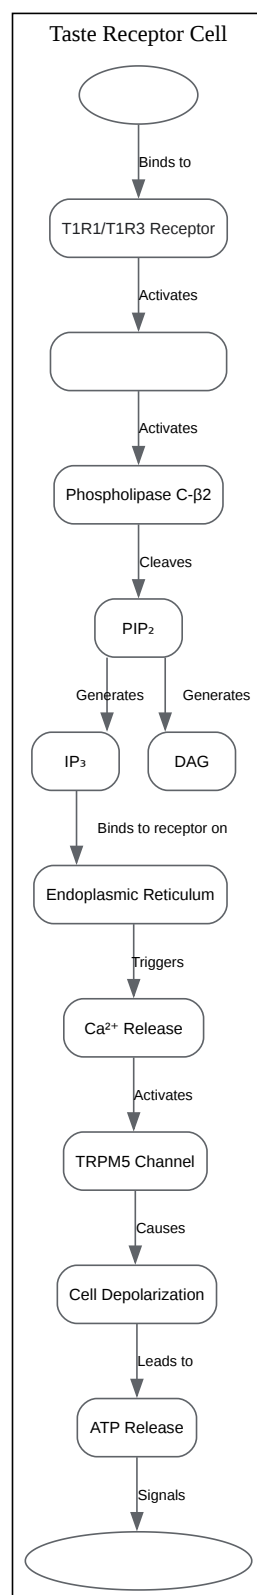 Taste Receptor Cell
Binds to
T1R1/T1R3 Receptor
Activates
Activates
Phospholipase C-β2
Cleaves
PIP₂
Generates Generates
IP₃ DAG
Binds to receptor on
Endoplasmic Reticulum
Triggers
Ca²⁺ Release
Activates
TRPM5 Channel
Causes
Cell Depolarization
Leads to
ATP Release
Signals